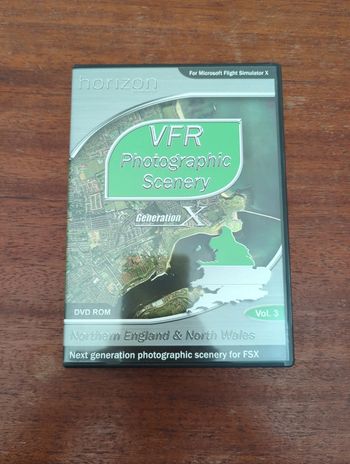 For Microsoft Flight Simulator X
horizon
VFR
Photographic
Scenery
Generation X
DVD ROM
Vol. 3
Northern England & North Wales
Next generation photographic scenery for FSX